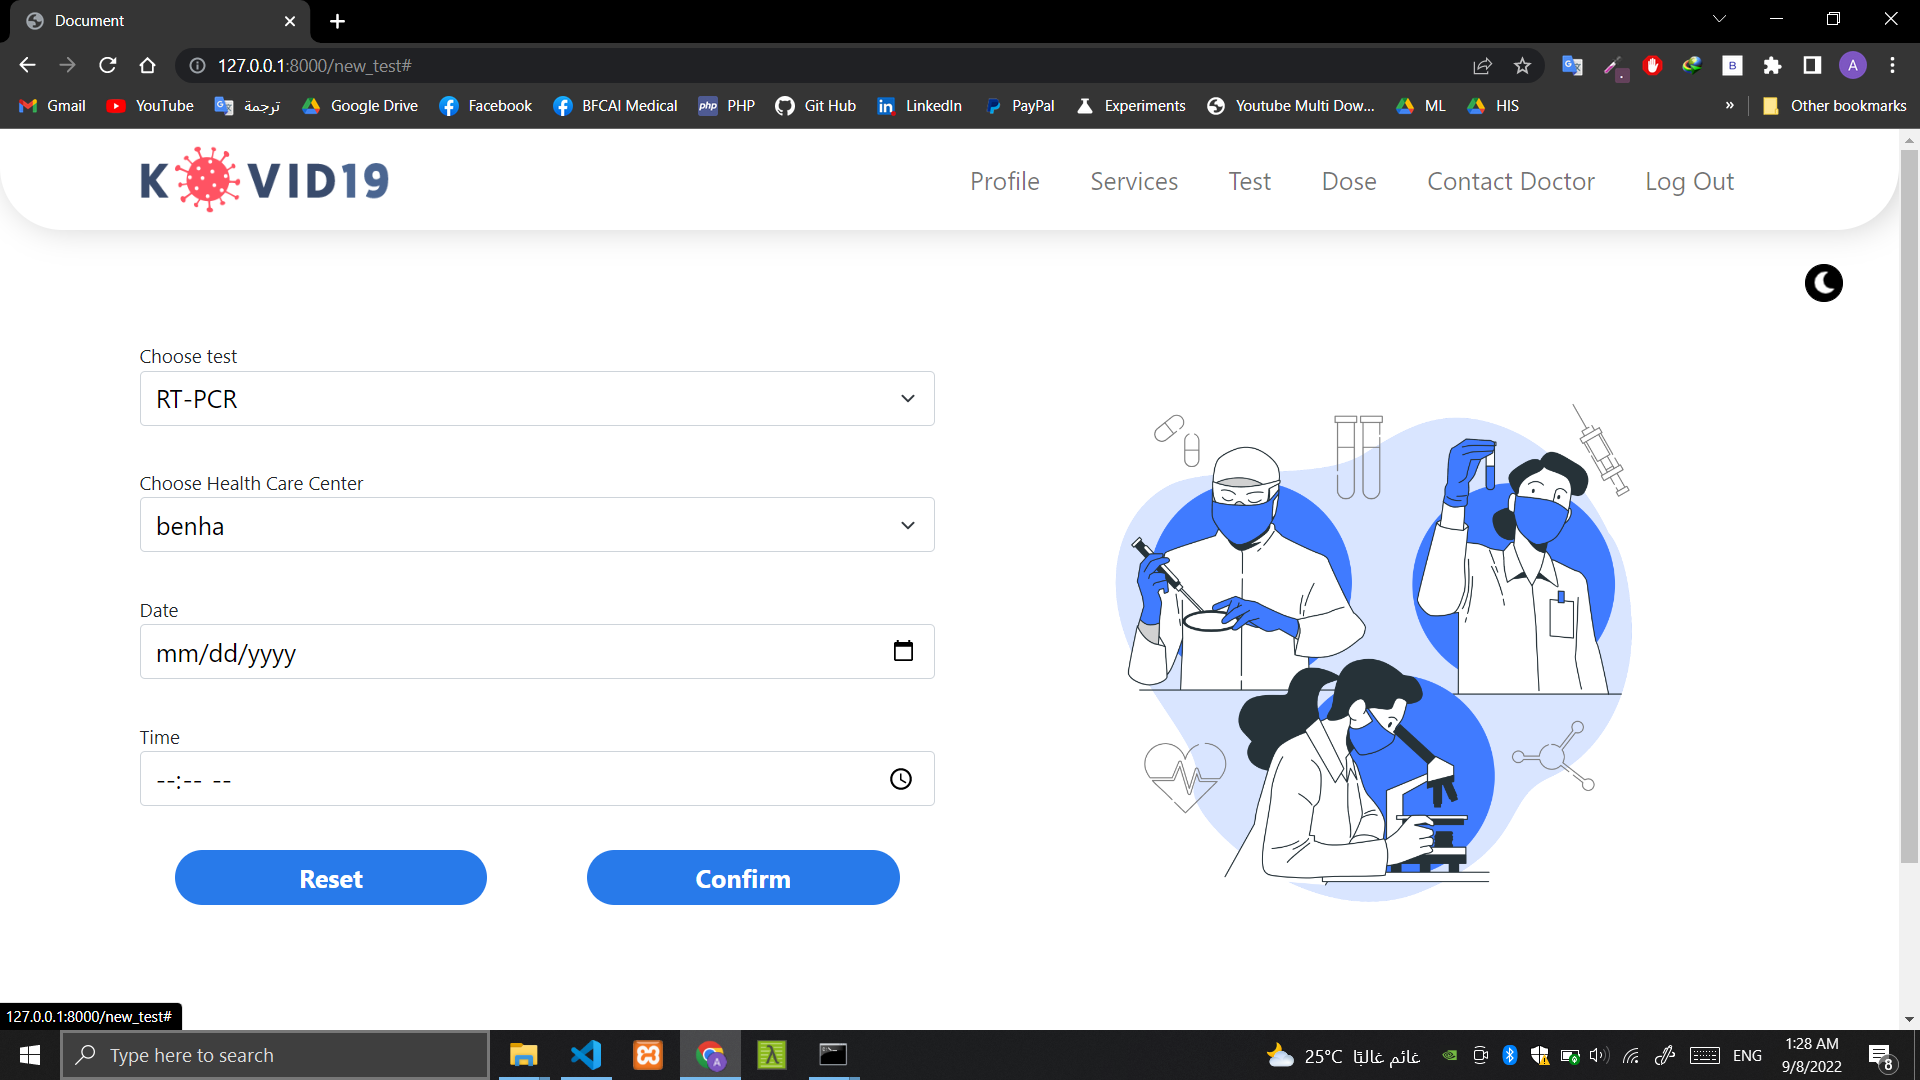 Document
127.0.0.1:8000/new_test#
Gmail YouTube ترجمة Google Drive Facebook BFCAI Medical php PHP Git Hub LinkedIn PayPal Experiments Youtube Multi Dow... ML HIS » Other bookmarks
K VID19
Profile Services Test Dose Contact Doctor Log Out
Choose test
RT-PCR
Choose Health Care Center
benha
Date
mm/dd/yyyy
Time
--:-- --
Reset Confirm
127.0.0.1:8000/new_test#
Type here to search
25°C غائم غالبًا
ENG
1:28 AM
9/8/2022
8